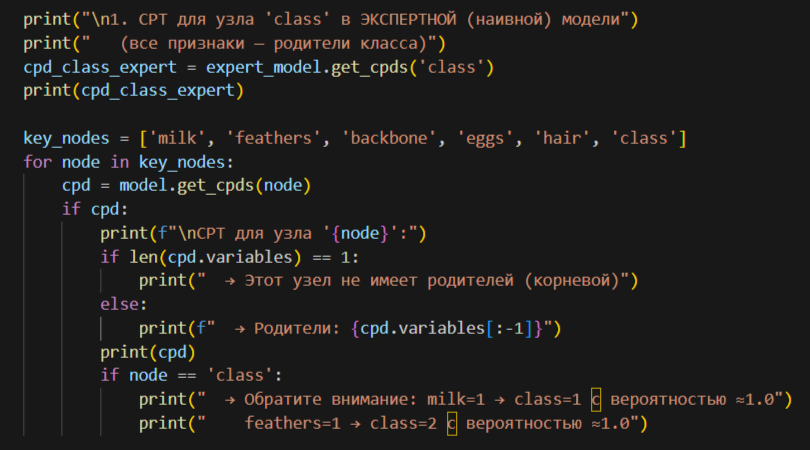 print("\n1. CPT для узла 'class' в ЭКСПЕРТНОЙ (наивной) модели")
print("   (все признаки — родители класса)")
cpd_class_expert = expert_model.get_cpds('class')
print(cpd_class_expert)

key_nodes = ['milk', 'feathers', 'backbone', 'eggs', 'hair', 'class']
for node in key_nodes:
    cpd = model.get_cpds(node)
    if cpd:
        print(f"\nCPT для узла '{node}':")
        if len(cpd.variables) == 1:
            print("  → Этот узел не имеет родителей (корневой)")
        else:
            print(f"  → Родители: {cpd.variables[:-1]}")
        print(cpd)
        if node == 'class':
            print("  → Обратите внимание: milk=1 → class=1 с вероятностью ≈1.0")
            print("    feathers=1 → class=2 с вероятностью ≈1.0")